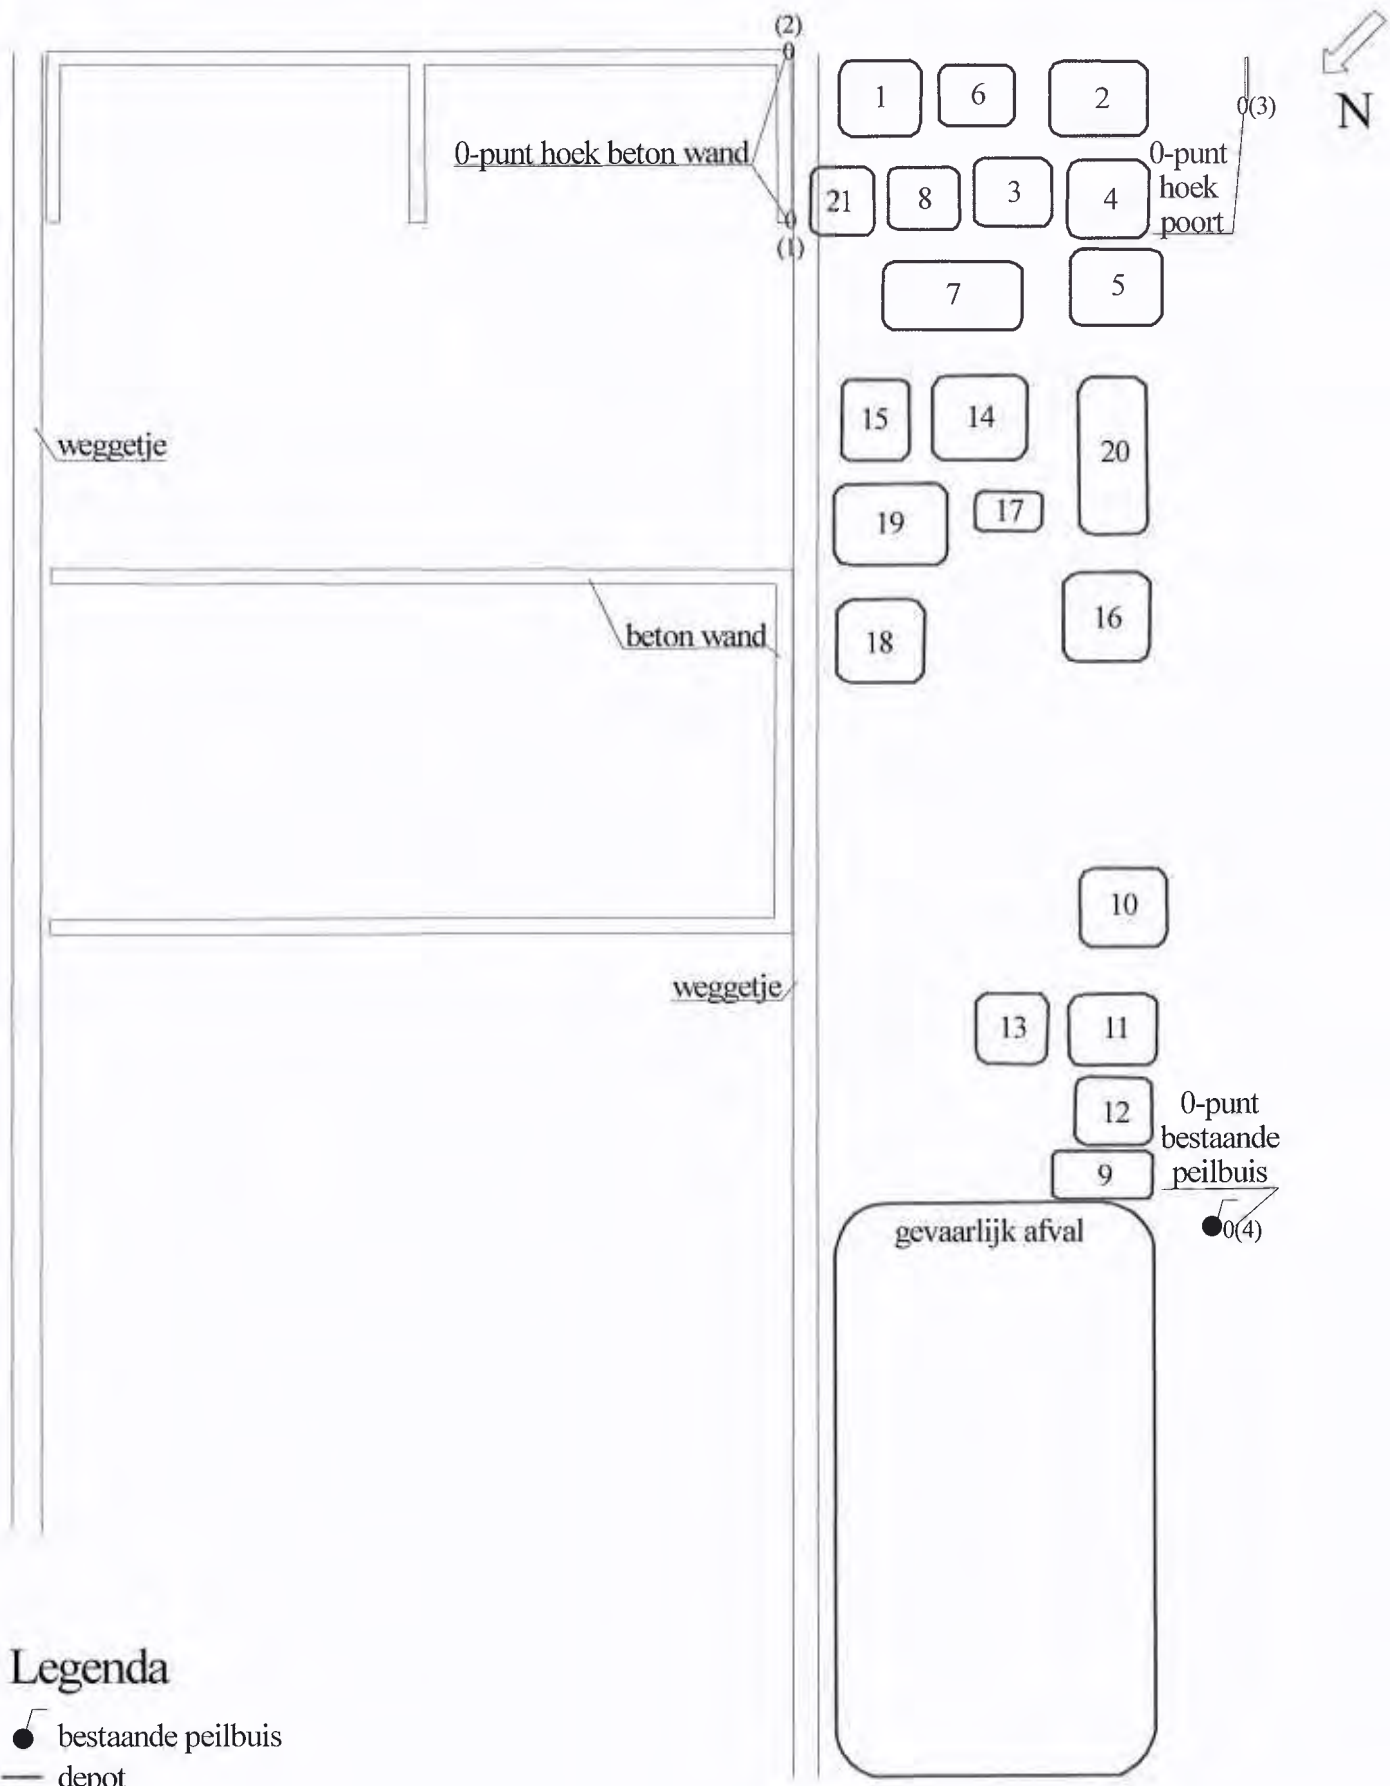 (2)
0
1
6
2
0(3)
N
0-punt hoek beton wand
0-punt
hoek
poort
21
8
3
4
0
(1)
7
5
weggetje
15
14
20
19
17
beton wand
18
16
10
weggetje
13
11
12
0-punt
bestaande
peilbuis
9
gevaarlijk afval
0(4)
Legenda
bestaande peilbuis
depot